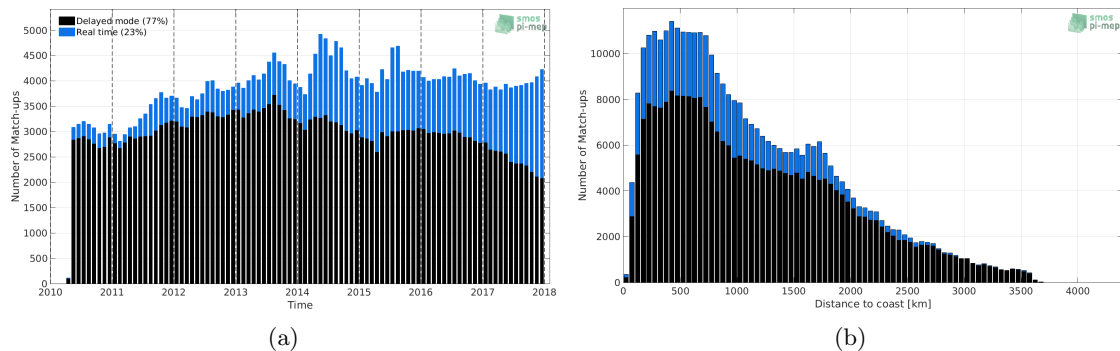 Delayed mode (77%)
Real time (23%)
smos
pi-mep
Number of Match-ups
5000
4500
4000
3500
3000
2500
2000
1500
1000
500
0
2010 2011 2012 2013 2014 2015 2016 2017 2018
Time
(a)
smos
pi-mep
Number of Match-ups
10000
8000
6000
4000
2000
0
0 500 1000 1500 2000 2500 3000 3500 4000
Distance to coast [km]
(b)